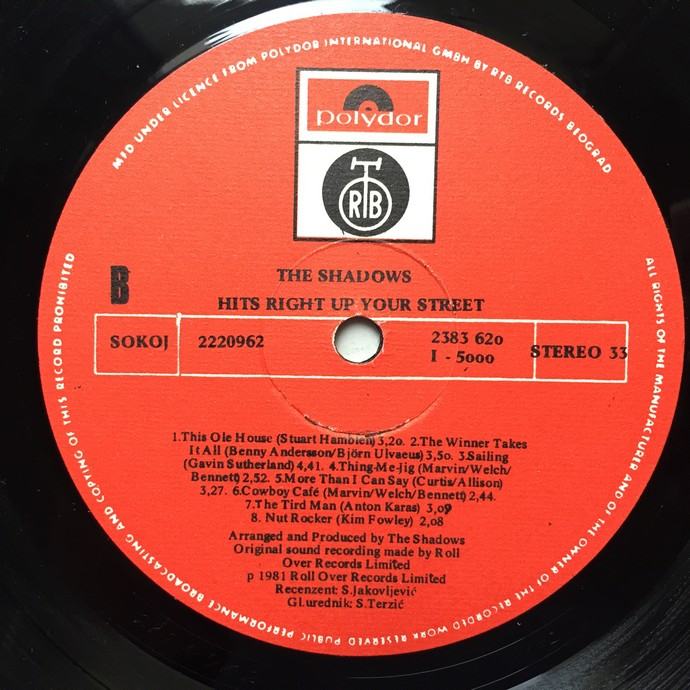 MFD UNDER LICENCE FROM POLYDOR INTERNATIONAL GMBH BY RTB RECORDS BEOGRAD
polydor
RTB
B
THE SHADOWS
HITS RIGHT UP YOUR STREET
SOKOJ
2220962
2383 620
I - 5000
STEREO 33
1.This Ole House (Stuart Hamblen) 3,20. 2.The Winner Takes
It All (Benny Andersson/Björn Ulvaeus) 3,50. 3.Sailing
(Gavin Sutherland) 4,41. 4.Thing-Me-Jig (Marvin/Welch/
Bennett) 2,52. 5.More Than I Can Say (Curtis/Allison)
3,27. 6.Cowboy Café (Marvin/Welch/Bennett) 2,44.
7.The Tird Man (Anton Karas) 3,09
8. Nut Rocker (Kim Fowley) 2,08
Arranged and Produced by The Shadows
Original sound recording made by Roll
Over Records Limited
p 1981 Roll Over Records Limited
Recenzent: S.Jakovljević
Gl.urednik: S.Terzić
ALL RIGHTS OF THE MANUFACTURER AND OF THE OWNER OF THE RECORDED WORK RESERVED PUBLIC PERFORMANCE BROADCASTING AND COPYING OF THIS RECORD PROHIBITED